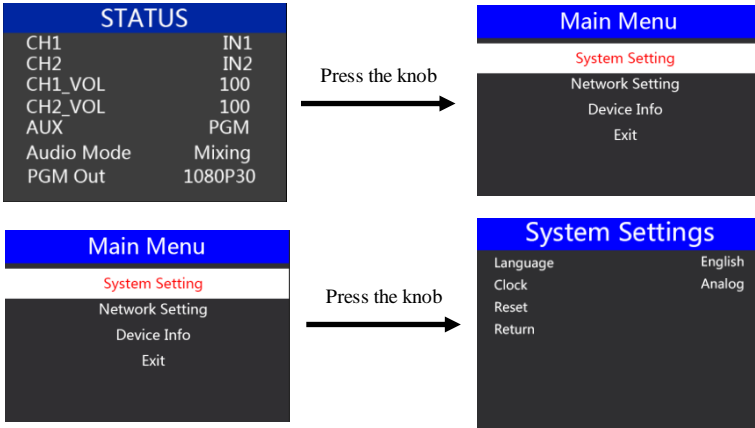 STATUS
CH1 IN1
CH2 IN2
CH1_VOL 100
CH2_VOL 100
AUX PGM
Audio Mode Mixing
PGM Out 1080P30
Press the knob
Main Menu
System Setting
Network Setting
Device Info
Exit
Main Menu
System Setting
Network Setting
Device Info
Exit
Press the knob
System Settings
Language English
Clock Analog
Reset
Return